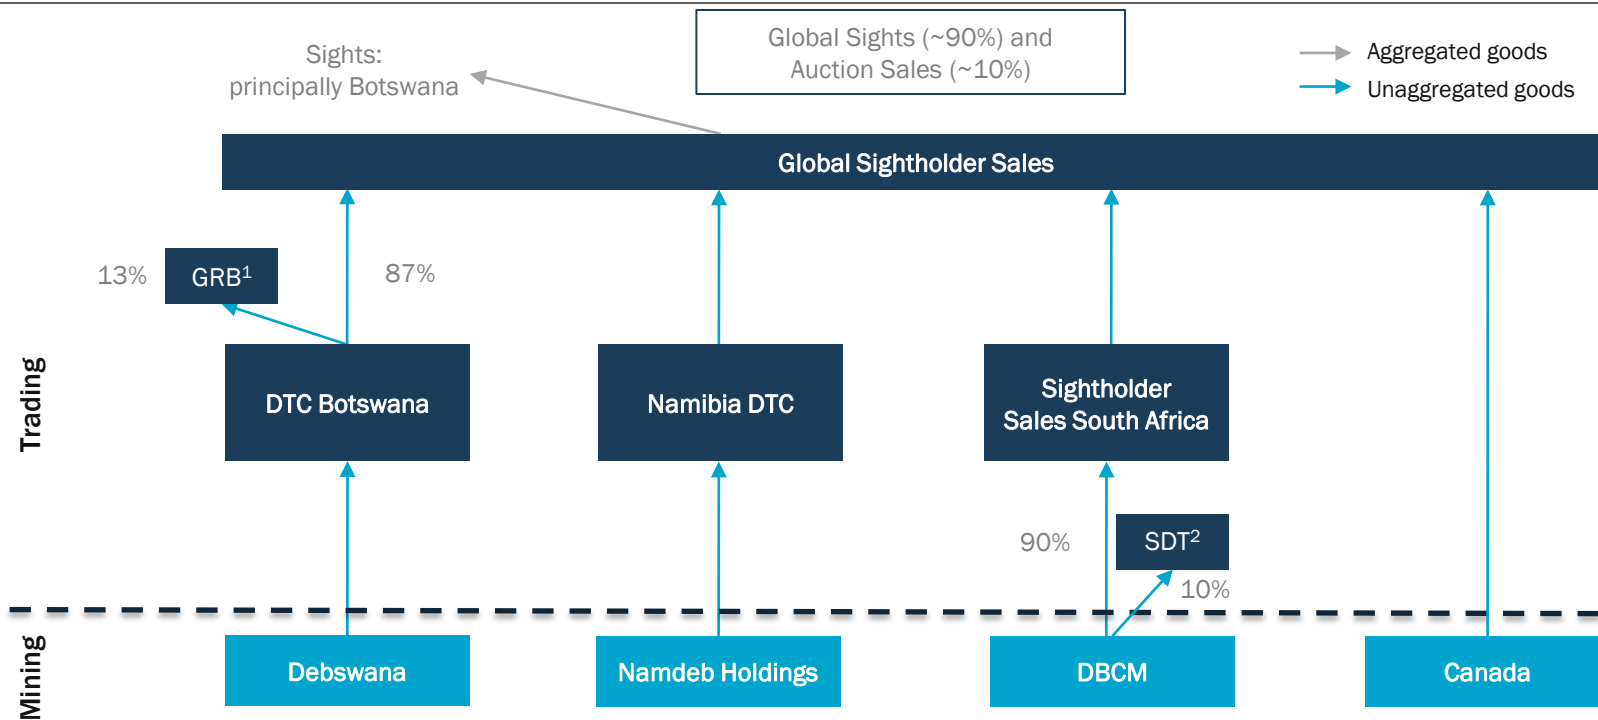 Global Sights (~90%) and
Auction Sales (~10%)
Sights:
principally Botswana
Aggregated goods
Unaggregated goods
Global Sightholder Sales
13%
GRB¹
87%
Trading
DTC Botswana
Namibia DTC
Sightholder
Sales South Africa
90%
SDT²
10%
Mining
Debswana
Namdeb Holdings
DBCM
Canada